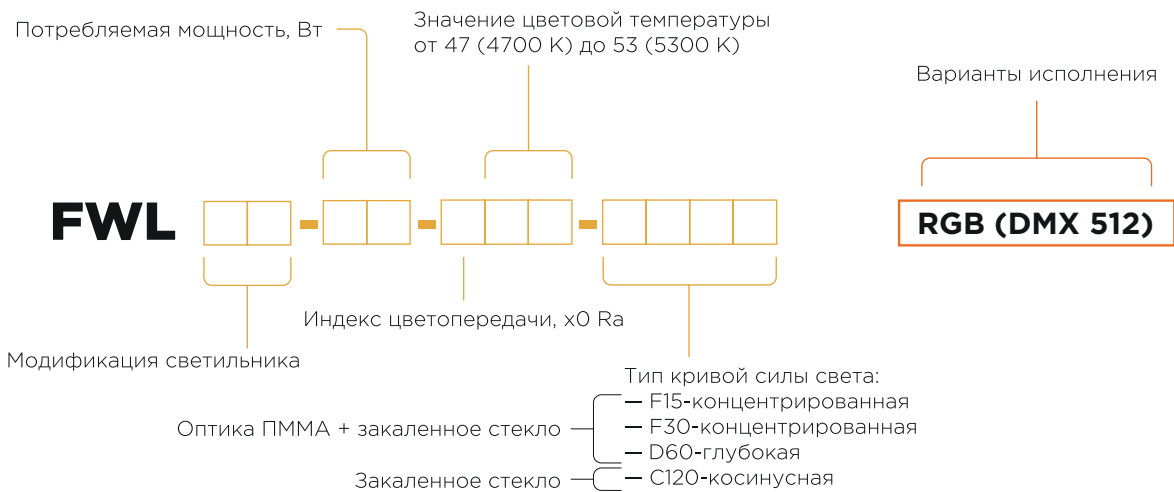 Потребляемая мощность, Вт
Значение цветовой температуры
от 47 (4700 K) до 53 (5300 K)
Варианты исполнения
FWL
RGB (DMX 512)
Индекс цветопередачи, x0 Ra
Модификация светильника
Тип кривой силы света:
— F15-концентрированная
Оптика ПММА + закаленное стекло
— F30-концентрированная
— D60-глубокая
Закаленное стекло
— C120-косинусная